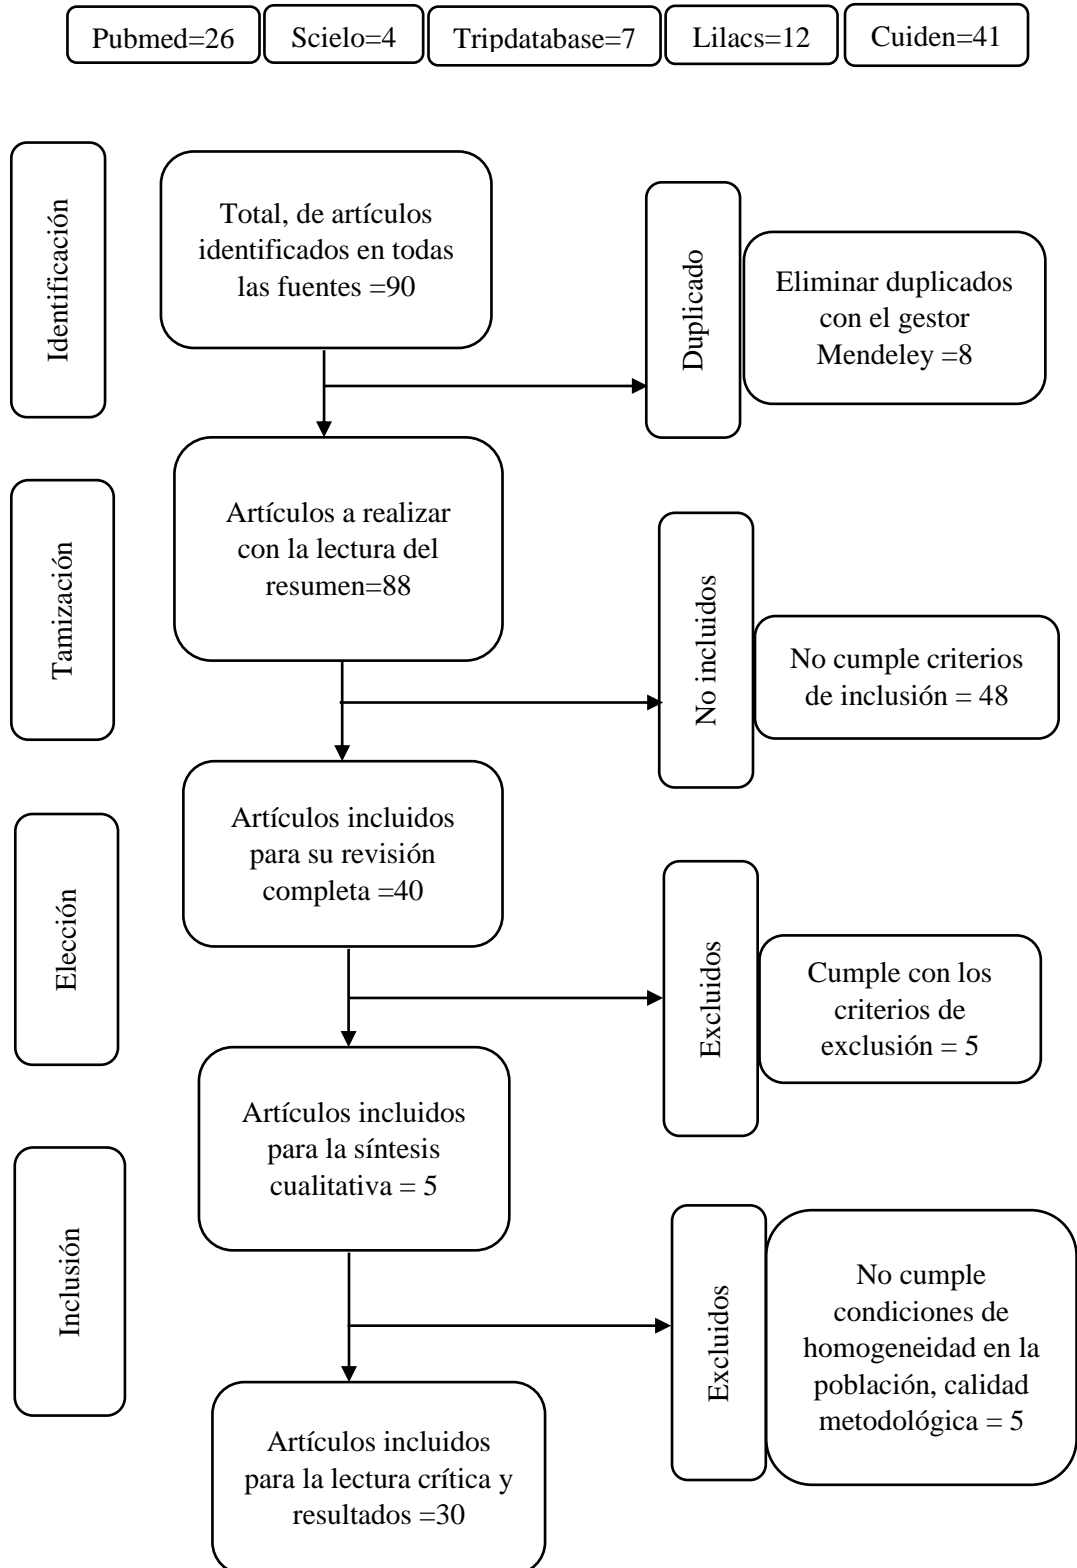 Pubmed=26
Scielo=4
Tripdatabase=7
Lilacs=12
Cuiden=41
Identificación
Total, de artículos
identificados en todas
las fuentes =90
Duplicado
Eliminar duplicados
con el gestor
Mendeley =8
Tamización
Artículos a realizar
con la lectura del
resumen=88
No incluidos
No cumple criterios
de inclusión = 48
Elección
Artículos incluidos
para su revisión
completa =40
Excluidos
Cumple con los
criterios de
exclusión = 5
Inclusión
Artículos incluidos
para la síntesis
cualitativa = 5
Excluidos
No cumple
condiciones de
homogeneidad en la
población, calidad
metodológica = 5
Artículos incluidos
para la lectura crítica y
resultados =30